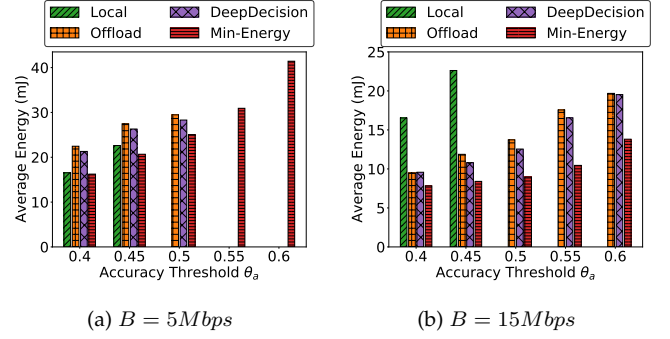 Local DeepDecision
Offload Min-Energy
Average Energy (mJ)
40
30
20
10
0
0.4 0.45 0.5 0.55 0.6
Accuracy Threshold θa
(a) B = 5Mbps
Local DeepDecision
Offload Min-Energy
Average Energy (mJ)
25
20
15
10
5
0
0.4 0.45 0.5 0.55 0.6
Accuracy Threshold θa
(b) B = 15Mbps